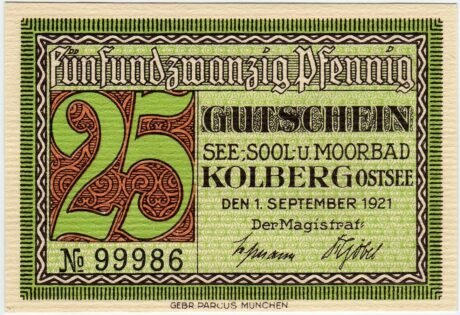 Fünfundzwanzig Pfennig
25
GUTSCHEIN
SEE-SOOL-U.MOORBAD
KOLBERG OSTSEE
DEN 1. SEPTEMBER 1921
Der Magistrat:
№ 99986
GEBR. PARCUS MÜNCHEN.